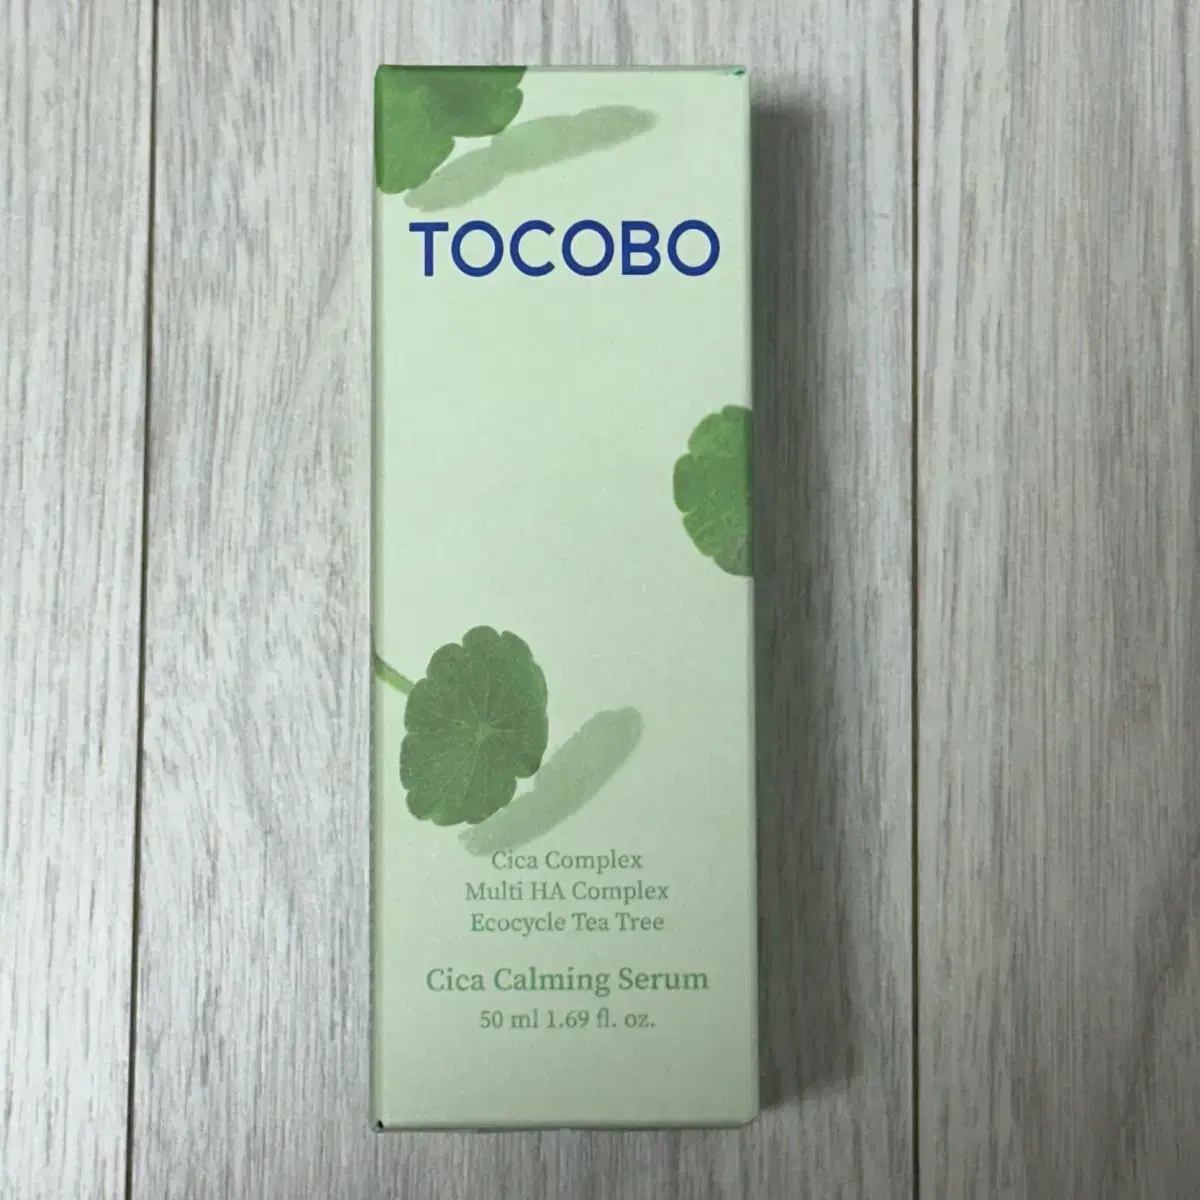 TOCOBO
Cica Complex
Multi HA Complex
Ecocycle Tea Tree
Cica Calming Serum
50 ml 1.69 fl. oz.